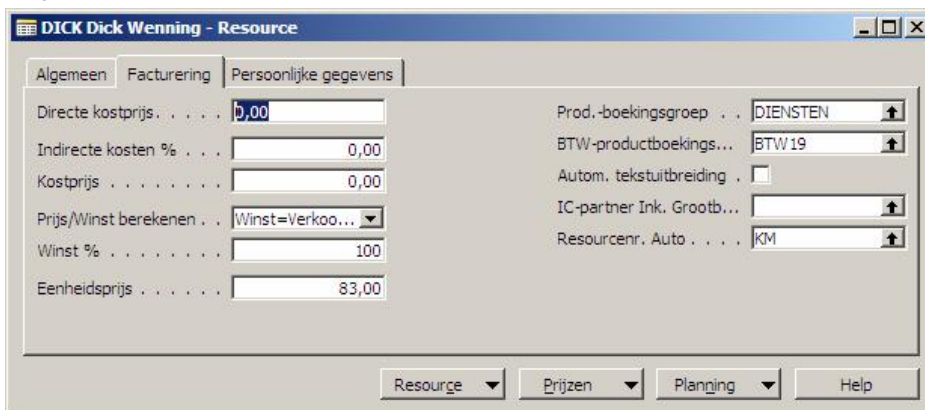 DICK Dick Wenning - Resource
Algemeen Facturering Persoonlijke gegevens
Directe kostprijs. . . . . 0,00
Indirecte kosten % . . . 0,00
Kostprijs . . . . . . . . 0,00
Prijs/Winst berekenen . . Winst=Verkoo...
Winst % . . . . . . . . 100
Eenheidsprijs . . . . . . 83,00
Prod.-boekingsgroep . . DIENSTEN
BTW-productboekings... BTW19
Autom. tekstuitbreiding .
IC-partner Ink. Grootb...
Resourcenr. Auto . . . . KM
Resource Prijzen Planning Help